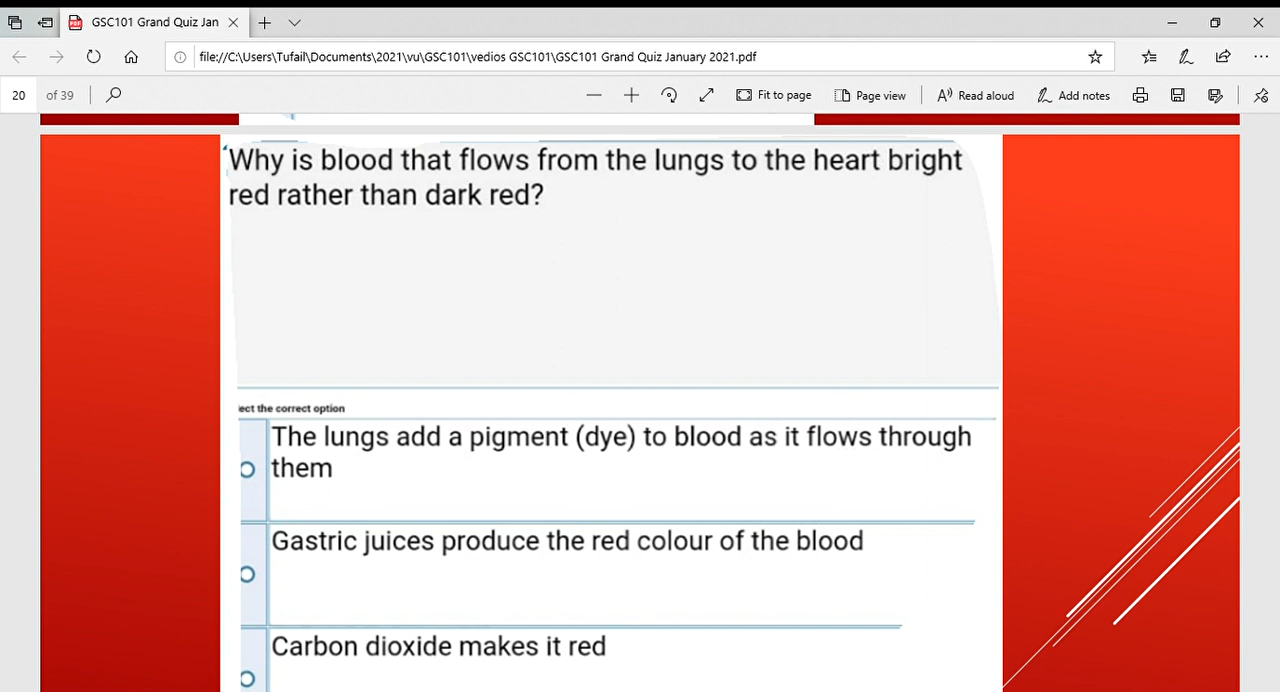 GSC101 Grand Quiz Jan
file://C:\Users\Tufail\Documents\2021\vu\GSC101\vedios GSC101\GSC101 Grand Quiz January 2021.pdf
20 of 39 Fit to page Page view Read aloud Add notes
Why is blood that flows from the lungs to the heart bright
red rather than dark red?
ect the correct option
The lungs add a pigment (dye) to blood as it flows through
them
Gastric juices produce the red colour of the blood
Carbon dioxide makes it red